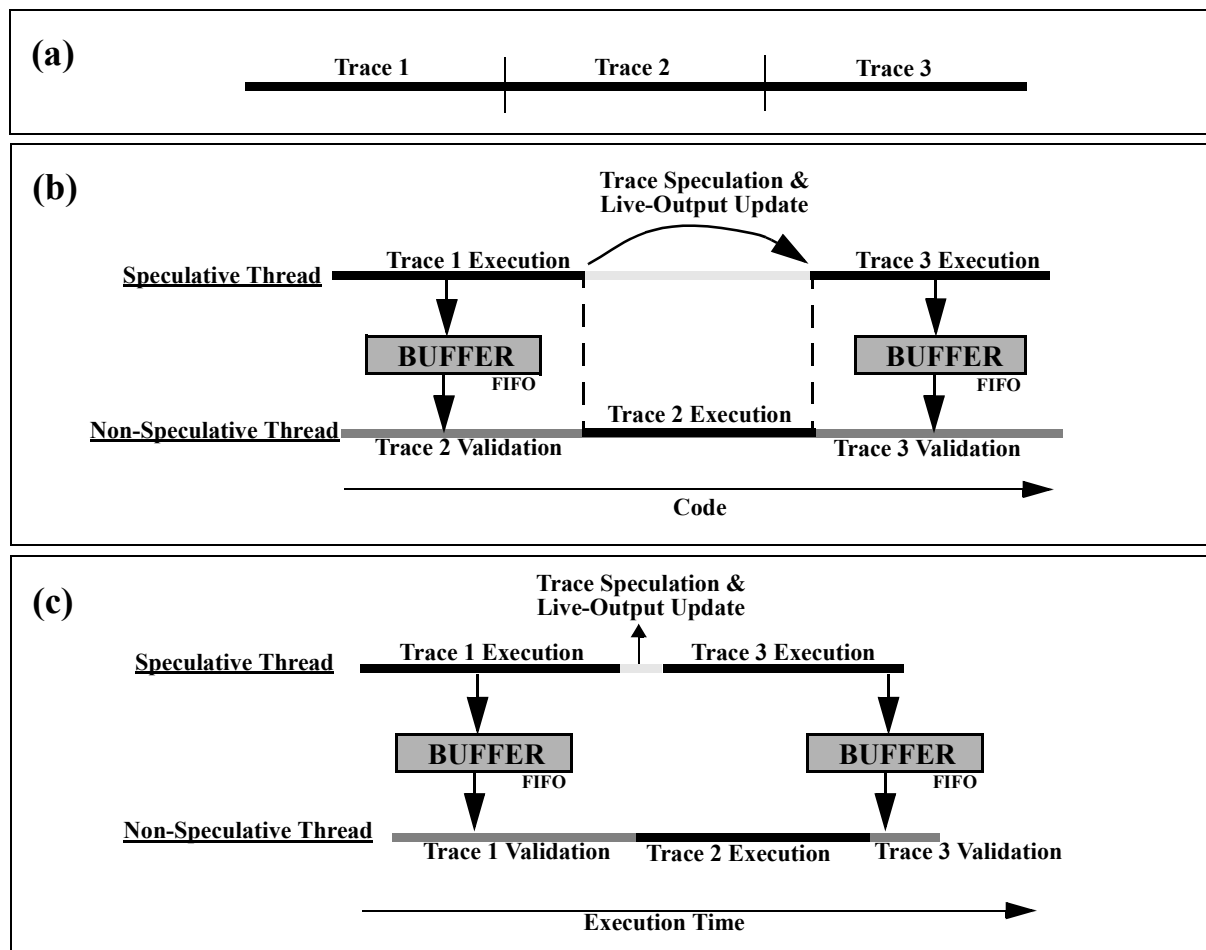 (a)
Trace 1
Trace 2
Trace 3
(b)
Trace Speculation &
Live-Output Update
Speculative Thread
Trace 1 Execution
Trace 3 Execution
BUFFER
FIFO
BUFFER
FIFO
Trace 2 Execution
Non-Speculative Thread
Trace 2 Validation
Trace 3 Validation
Code
(c)
Trace Speculation &
Live-Output Update
Speculative Thread
Trace 1 Execution
Trace 3 Execution
BUFFER
FIFO
BUFFER
FIFO
Non-Speculative Thread
Trace 1 Validation
Trace 2 Execution
Trace 3 Validation
Execution Time